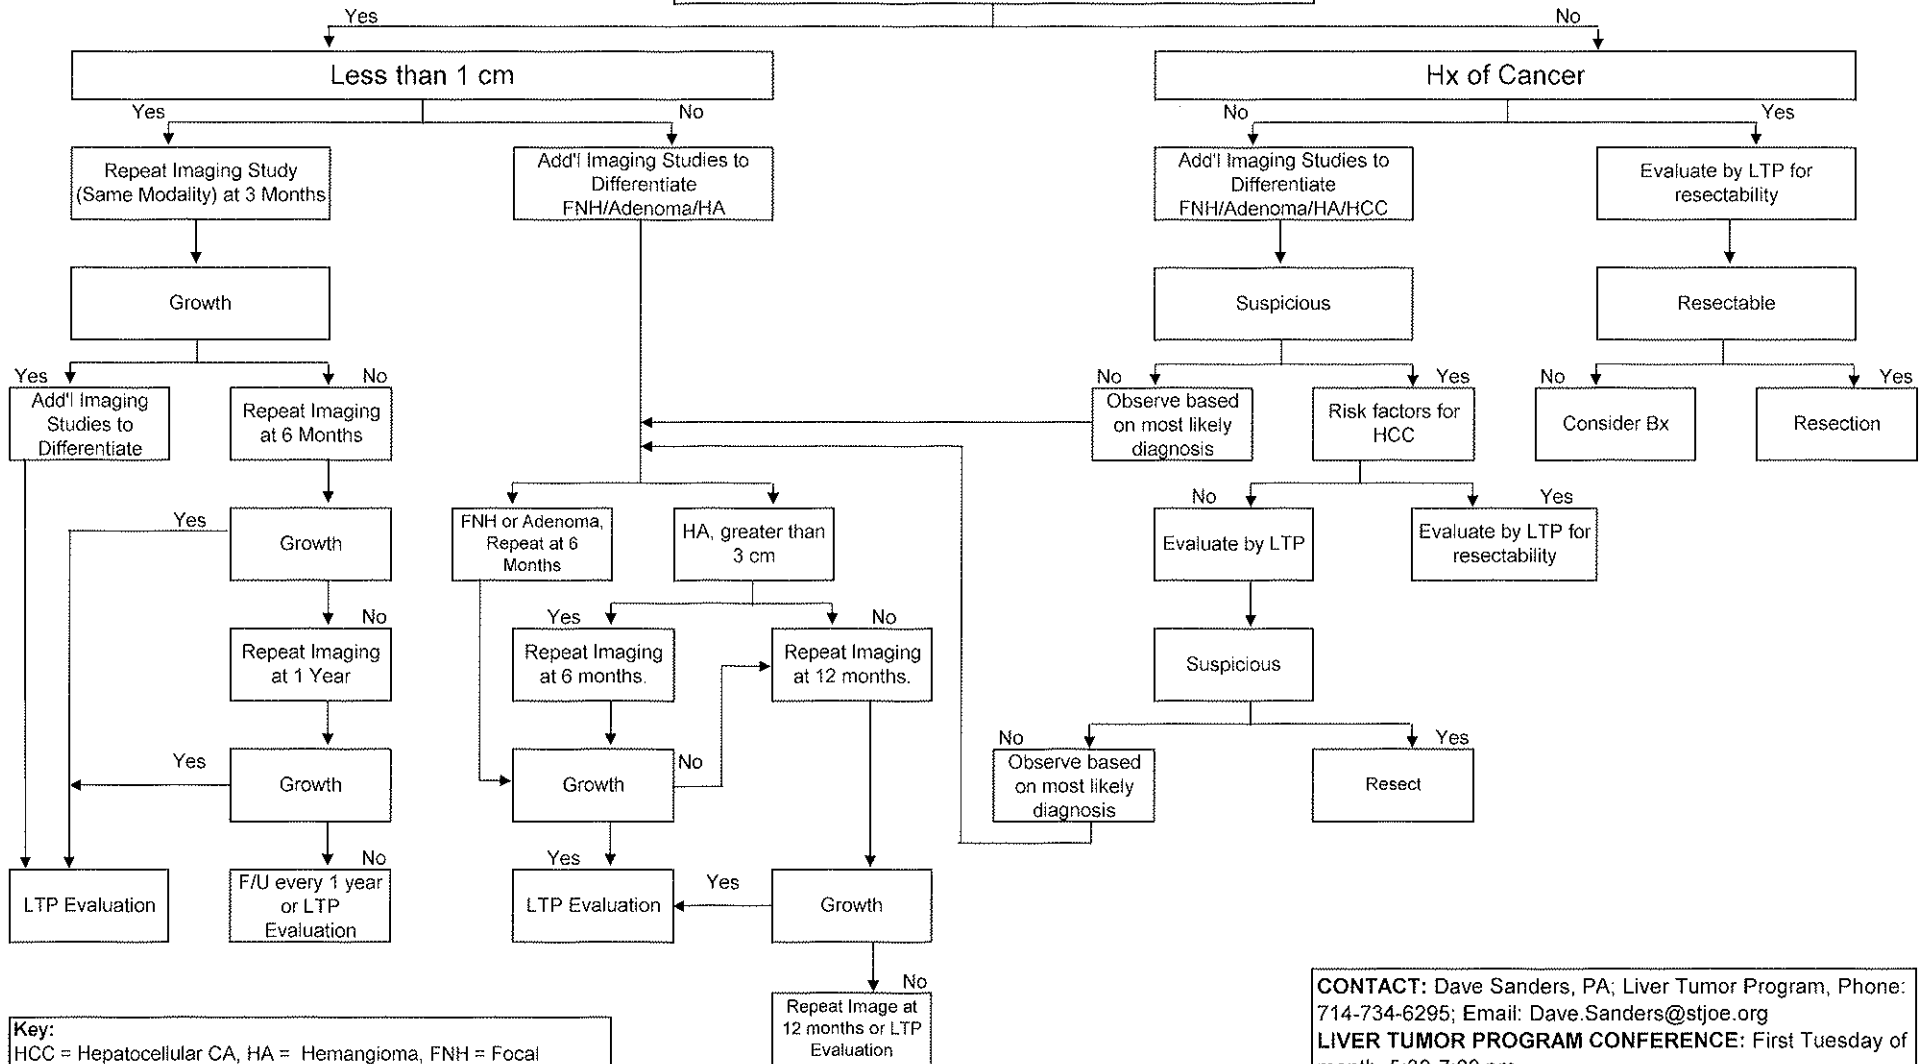 Yes
No
Less than 1 cm
Hx of Cancer
Yes
No
No
Yes
Repeat Imaging Study
(Same Modality) at 3 Months
Add'l Imaging Studies to
Differentiate
FNH/Adenoma/HA
Add'l Imaging Studies to
Differentiate
FNH/Adenoma/HA/HCC
Evaluate by LTP for
resectability
Growth
Suspicious
Resectable
Yes
No
No
Yes
No
Yes
Add'l Imaging
Studies to
Differentiate
Repeat Imaging
at 6 Months
Observe based
on most likely
diagnosis
Risk factors for
HCC
Consider Bx
Resection
Yes
Growth
FNH or Adenoma,
Repeat at 6
Months
HA, greater than
3 cm
No
Yes
Evaluate by LTP
Evaluate by LTP for
resectability
No
Yes
No
Repeat Imaging
at 1 Year
Repeat Imaging
at 6 months.
Repeat Imaging
at 12 months.
Suspicious
Yes
Growth
Growth
No
No
Yes
Observe based
on most likely
diagnosis
Resect
No
Yes
Yes
LTP Evaluation
F/U every 1 year
or LTP
Evaluation
LTP Evaluation
Growth
No
Repeat Image at
12 months or LTP
Evaluation
Key:
HCC = Hepatocellular CA, HA = Hemangioma, FNH = Focal
CONTACT: Dave Sanders, PA; Liver Tumor Program, Phone:
714-734-6295; Email: Dave.Sanders@stjoe.org
LIVER TUMOR PROGRAM CONFERENCE: First Tuesday of